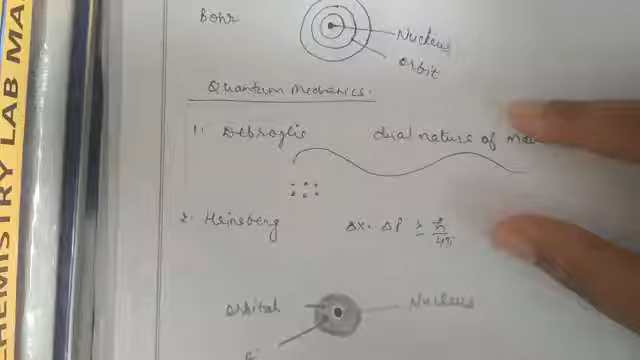 Bohr
Nucleus
orbit
Quantum Mechanics.
1. Debroglie dual nature of
2. Heinsberg Δx. ΔP ≥ h/4π
orbital Nucleus
CHEMISTRY LAB MA